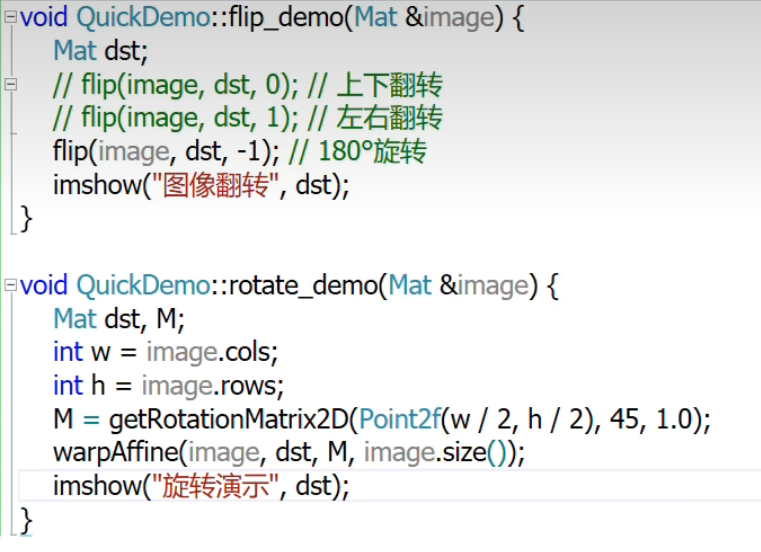 void QuickDemo::flip_demo(Mat &image) {
Mat dst;
// flip(image, dst, 0); // 上下翻转
// flip(image, dst, 1); // 左右翻转
flip(image, dst, -1); // 180°旋转
imshow("图像翻转", dst);
}
void QuickDemo::rotate_demo(Mat &image) {
Mat dst, M;
int w = image.cols;
int h = image.rows;
M = getRotationMatrix2D(Point2f(w / 2, h / 2), 45, 1.0);
warpAffine(image, dst, M, image.size());
imshow("旋转演示", dst);
}